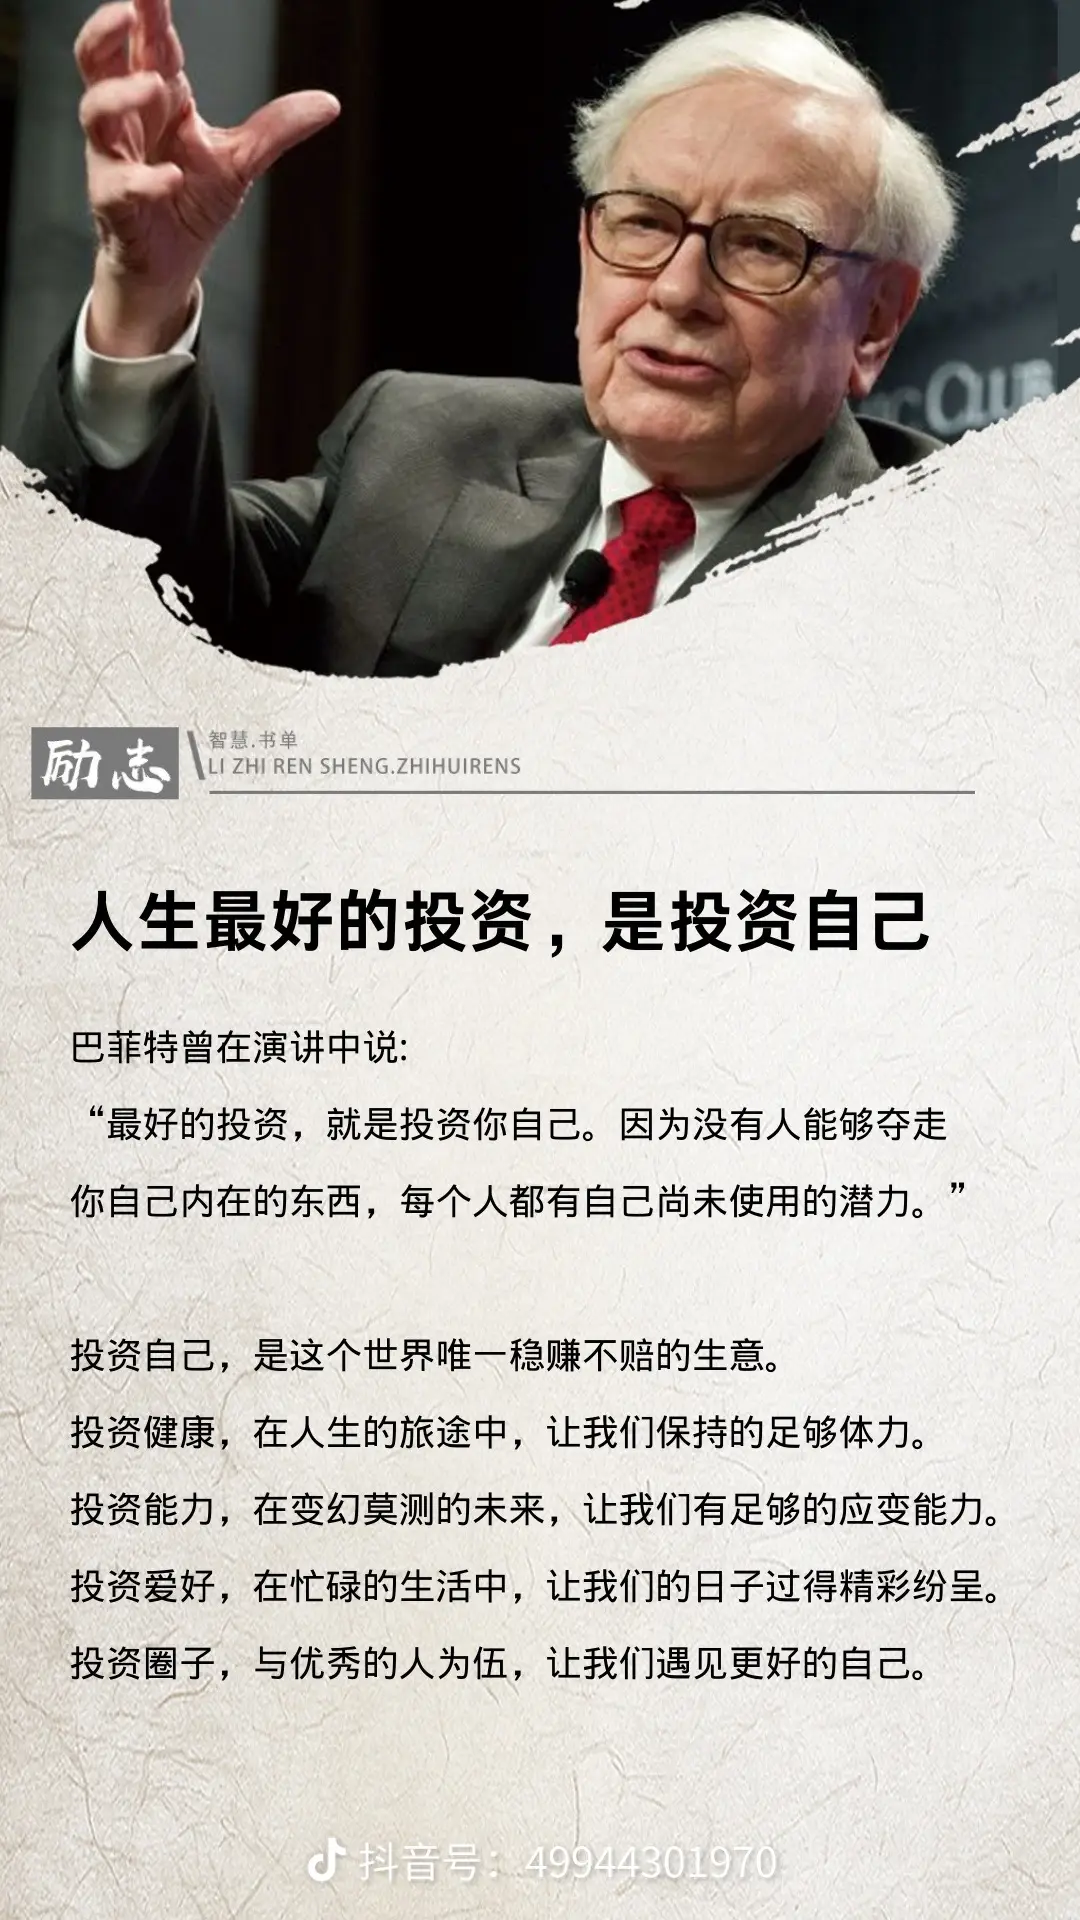 CLUB
励志
智慧.书单
LI ZHI REN SHENG.ZHIHUIRENS
人生最好的投资，是投资自己
巴菲特曾在演讲中说:
“最好的投资，就是投资你自己。因为没有人能够夺走
你自己内在的东西，每个人都有自己尚未使用的潜力。”
投资自己，是这个世界唯一稳赚不赔的生意。
投资健康，在人生的旅途中，让我们保持的足够体力。
投资能力，在变幻莫测的未来，让我们有足够的应变能力。
投资爱好，在忙碌的生活中，让我们的日子过得精彩纷呈。
投资圈子，与优秀的人为伍，让我们遇见更好的自己。
抖音号：49944301970